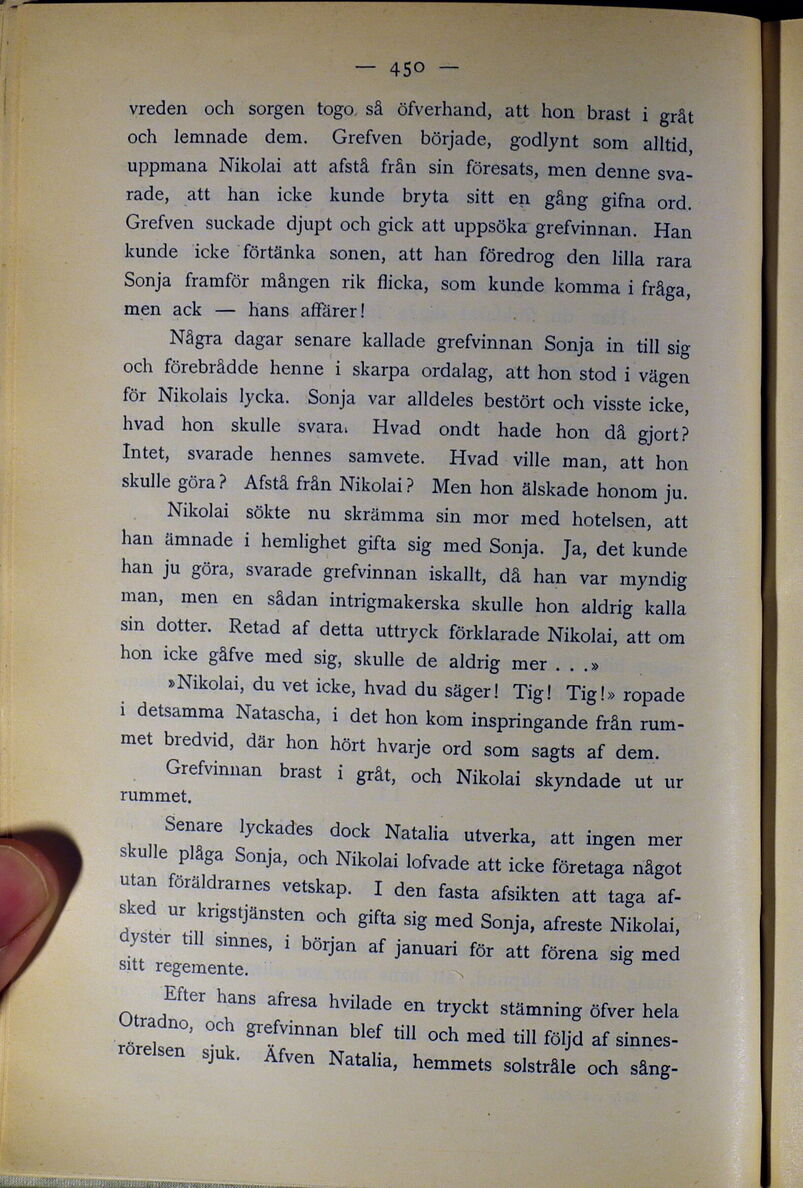 — 450 —
vreden och sorgen togo så öfverhand, att hon brast i gråt
och lemnade dem. Grefven började, godlynt som alltid,
uppmana Nikolai att afstå från sin föresats, men denne sva-
rade, att han icke kunde bryta sitt en gång gifna ord.
Grefven suckade djupt och gick att uppsöka grefvinnan. Han
kunde icke förtänka sonen, att han föredrog den lilla rara
Sonja framför mången rik flicka, som kunde komma i fråga,
men ack — hans affärer!
Några dagar senare kallade grefvinnan Sonja in till sig
och förebrådde henne i skarpa ordalag, att hon stod i vägen
för Nikolais lycka. Sonja var alldeles bestört och visste icke,
hvad hon skulle svara. Hvad ondt hade hon då gjort?
Intet, svarade hennes samvete. Hvad ville man, att hon
skulle göra? Afstå från Nikolai? Men hon älskade honom ju.
Nikolai sökte nu skrämma sin mor med hotelsen, att
han ämnade i hemlighet gifta sig med Sonja. Ja, det kunde
han ju göra, svarade grefvinnan iskallt, då han var myndig
man, men en sådan intrigmakerska skulle hon aldrig kalla
sin dotter. Retad af detta uttryck förklarade Nikolai, att om
hon icke gåfve med sig, skulle de aldrig mer . . .»
»Nikolai, du vet icke, hvad du säger! Tig! Tig!» ropade
i detsamma Natascha, i det hon kom inspringande från rum-
met bredvid, där hon hört hvarje ord som sagts af dem.
Grefvinnan brast i gråt, och Nikolai skyndade ut ur
rummet.
Senare lyckades dock Natalia utverka, att ingen mer
skulle plåga Sonja, och Nikolai lofvade att icke företaga något
utan föräldrarnes vetskap. I den fasta afsikten att taga af-
sked ur krigstjänsten och gifta sig med Sonja, afreste Nikolai,
dyster till sinnes, i början af januari för att förena sig med
sitt regemente.
Efter hans afresa hvilade en tryckt stämning öfver hela
Otradno, och grefvinnan blef till och med till följd af sinnes-
rörelsen sjuk. Äfven Natalia, hemmets solstråle och sång-